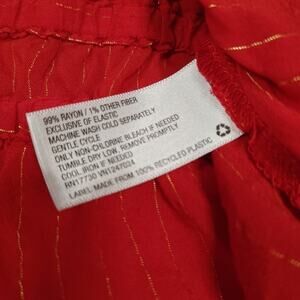 99% RAYON / 1% OTHER FIBER
EXCLUSIVE OF ELASTIC
MACHINE WASH COLD SEPARATELY
GENTLE CYCLE
ONLY NON-CHLORINE BLEACH IF NEEDED
TUMBLE DRY LOW. REMOVE PROMPTLY
COOL IRON IF NEEDED
RN17730 VN1247024
LABEL MADE FROM 100% RECYCLED PLASTIC